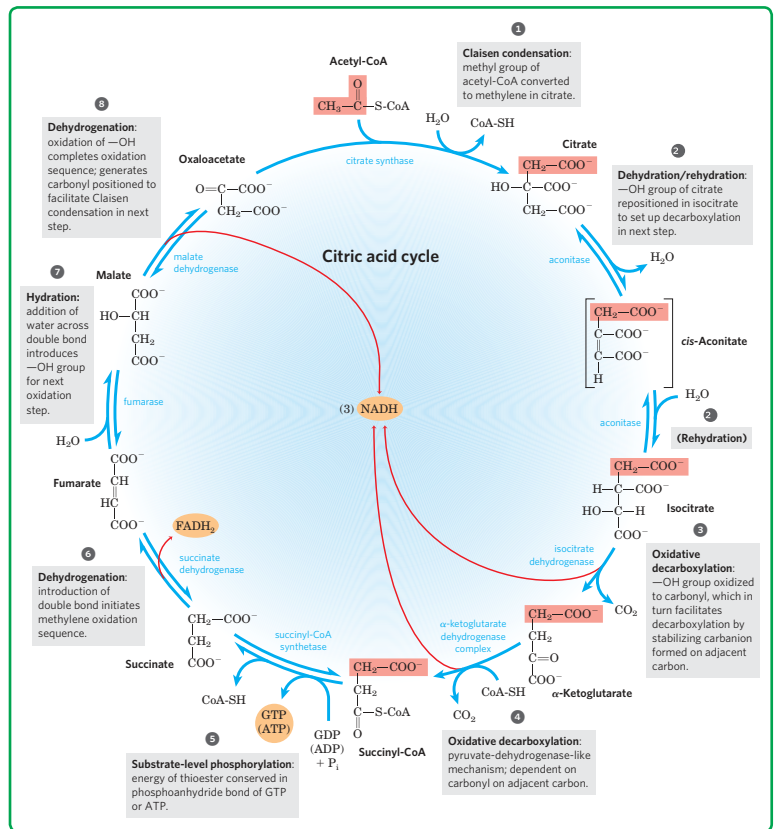 1
Claisen condensation:
methyl group of
acetyl-CoA converted
to methylene in citrate.
Acetyl-CoA
O
CH₃—C—S-CoA
H₂O
CoA-SH
citrate synthase
Citrate
CH₂—COO⁻
HO—C—COO⁻
CH₂—COO⁻
2
Dehydration/rehydration:
—OH group of citrate
repositioned in isocitrate
to set up decarboxylation
in next step.
aconitase
H₂O
CH₂—COO⁻
C—COO⁻
C—COO⁻
H
cis-Aconitate
aconitase
H₂O
2
(Rehydration)
CH₂—COO⁻
H—C—COO⁻
HO—C—H
COO⁻
Isocitrate
3
Oxidative
decarboxylation:
—OH group oxidized
to carbonyl, which in
turn facilitates
decarboxylation by
stabilizing carbanion
formed on adjacent
carbon.
isocitrate
dehydrogenase
CO₂
CH₂—COO⁻
CH₂
C=O
COO⁻
α-Ketoglutarate
α-ketoglutarate
dehydrogenase
complex
CoA-SH
CO₂
4
Oxidative decarboxylation:
pyruvate-dehydrogenase-like
mechanism; dependent on
carbonyl on adjacent carbon.
CH₂—COO⁻
CH₂
C—S-CoA
O
Succinyl-CoA
succinyl-CoA
synthetase
GDP
(ADP)
+ Pᵢ
GTP
(ATP)
CoA-SH
5
Substrate-level phosphorylation:
energy of thioester conserved in
phosphoanhydride bond of GTP
or ATP.
CH₂—COO⁻
CH₂
COO⁻
Succinate
succinate
dehydrogenase
FADH₂
6
Dehydrogenation:
introduction of
double bond initiates
methylene oxidation
sequence.
COO⁻
CH
HC
COO⁻
Fumarate
H₂O
fumarase
7
Hydration:
addition of
water across
double bond
introduces
—OH group
for next
oxidation
step.
Malate
COO⁻
HO—CH
CH₂
COO⁻
malate
dehydrogenase
8
Dehydrogenation:
oxidation of —OH
completes oxidation
sequence; generates
carbonyl positioned to
facilitate Claisen
condensation in next
step.
Oxaloacetate
O=C—COO⁻
CH₂—COO⁻
Citric acid cycle
(3) NADH